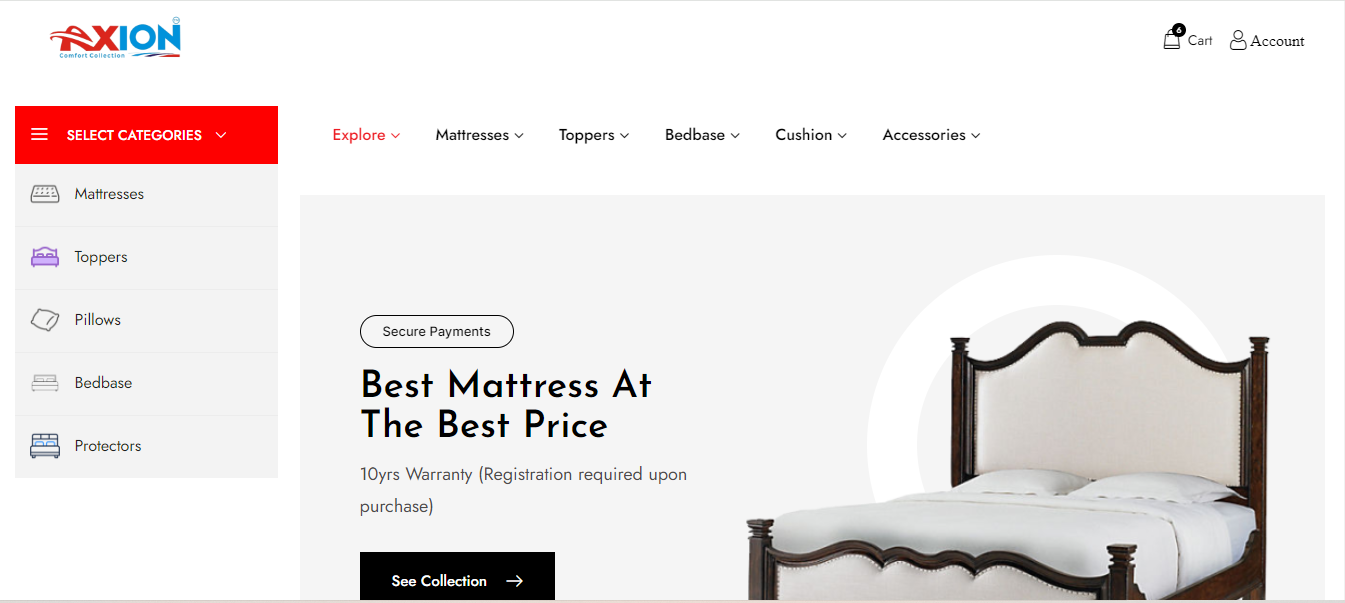 AXION
TM
Comfort Collection
6
Cart
Account
SELECT CATEGORIES
Explore
Mattresses
Toppers
Bedbase
Cushion
Accessories
Mattresses
Toppers
Pillows
Bedbase
Protectors
Secure Payments
Best Mattress At
The Best Price
10yrs Warranty (Registration required upon
purchase)
See Collection